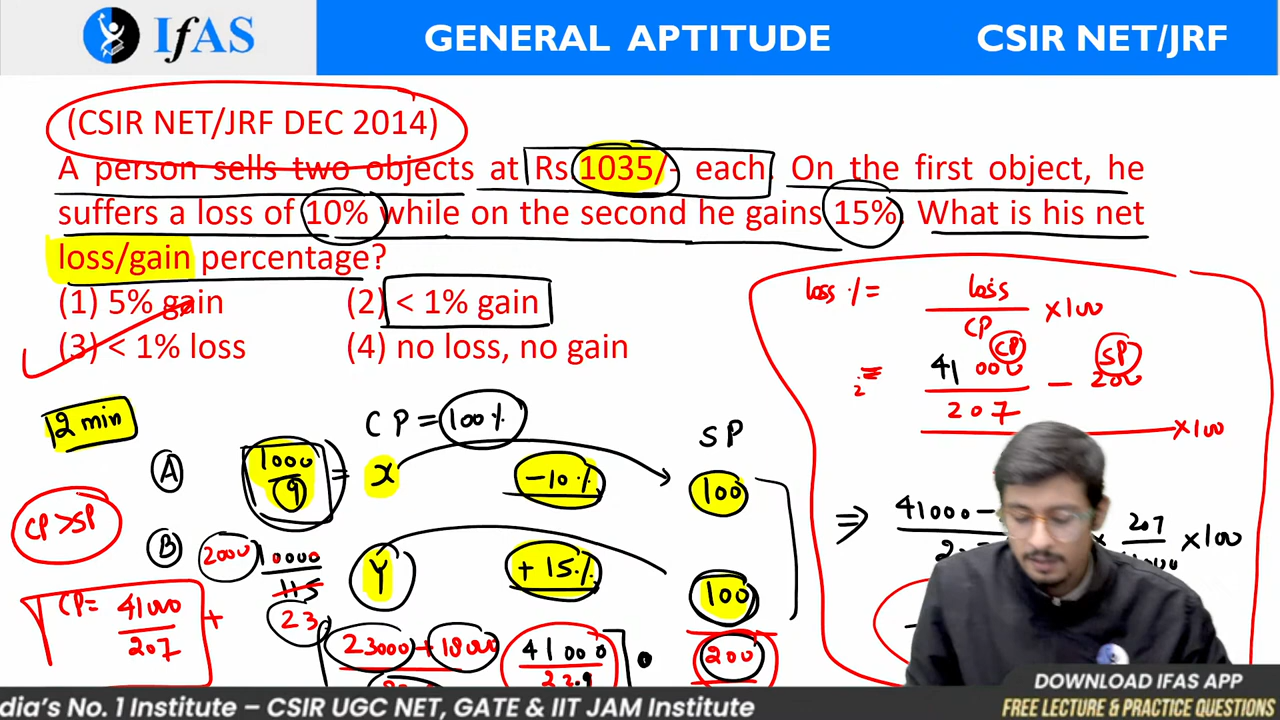 IfAS GENERAL APTITUDE CSIR NET/JRF
(CSIR NET/JRF DEC 2014)
A person sells two objects at Rs 1035/- each. On the first object, he
suffers a loss of 10% while on the second he gains 15%. What is his net
loss/gain percentage?
(1) 5% gain (2) < 1% gain
(3) < 1% loss (4) no loss, no gain
loss % = loss / CP × 100
CP SP
= 41000 / 207 - 200
× 100
2 min
CP = 100% SP
A 1000 / 9 = x -10% 100
CP > SP
B 2000 10000 / 115 Y + 15% 100
23
CP = 41000 / 207
23000 + 18000 41000 200
⇒ 41000 - 207 × 100
DOWNLOAD IFAS APP
dia's No. 1 Institute – CSIR UGC NET, GATE & IIT JAM Institute
FREE LECTURE & PRACTICE QUESTIONS